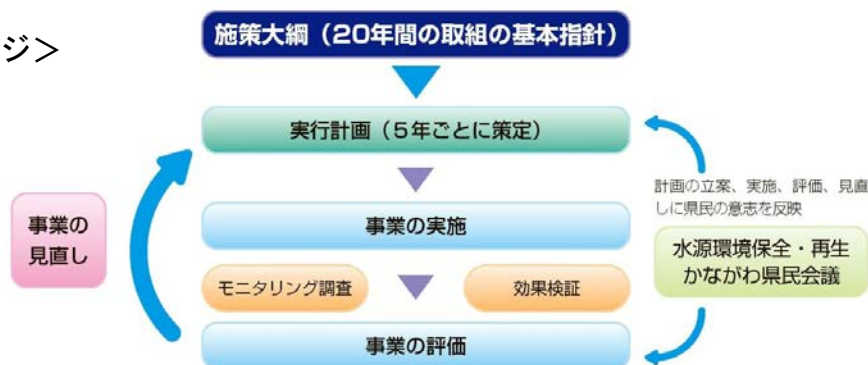 ジ＞
施策大綱（20年間の取組の基本指針）
実行計画（5年ごとに策定）
計画の立案、実施、評価、見直
しに県民の意志を反映
事業の
見直し
事業の実施
水源環境保全・再生
かながわ県民会議
モニタリング調査
効果検証
事業の評価